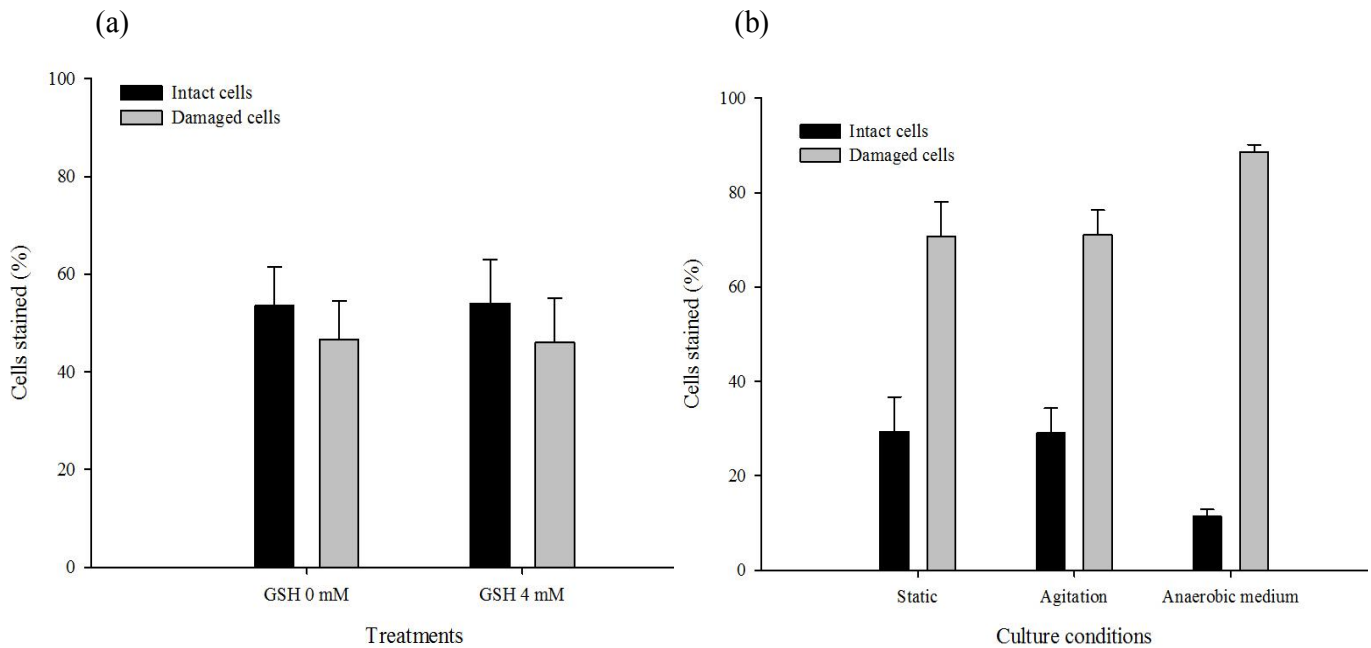 (a)
Cells stained (%)
100
80
60
40
20
0
Intact cells
Damaged cells
GSH 0 mM
GSH 4 mM
Treatments
(b)
Cells stained (%)
100
80
60
40
20
0
Intact cells
Damaged cells
Static
Agitation
Anaerobic medium
Culture conditions